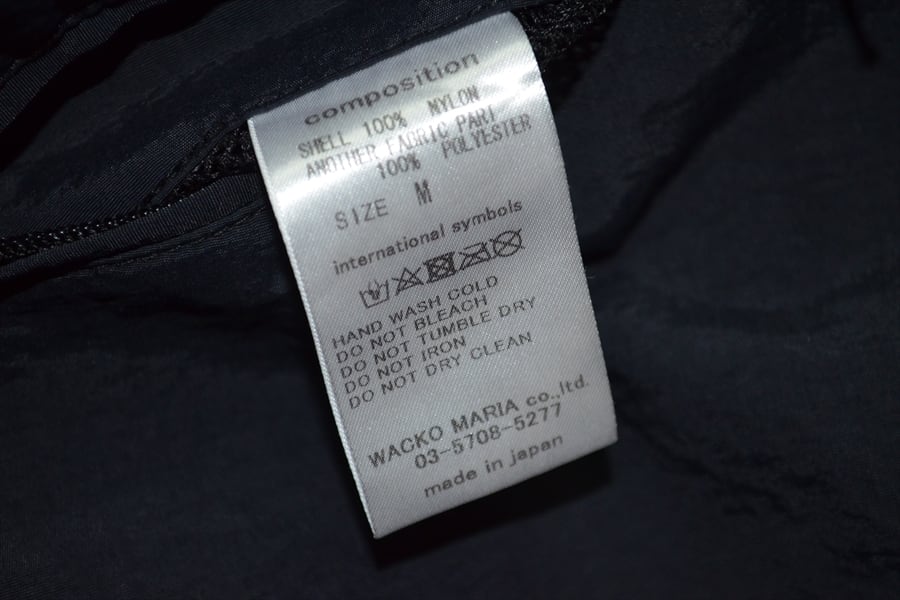 composition
SHELL 100% NYLON
ANOTHER FABRIC PART
100% POLYESTER
SIZE M
international symbols
HAND WASH COLD
DO NOT BLEACH
DO NOT TUMBLE DRY
DO NOT IRON
DO NOT DRY CLEAN
WACKO MARIA co.,ltd.
03-5708-5277
made in japan